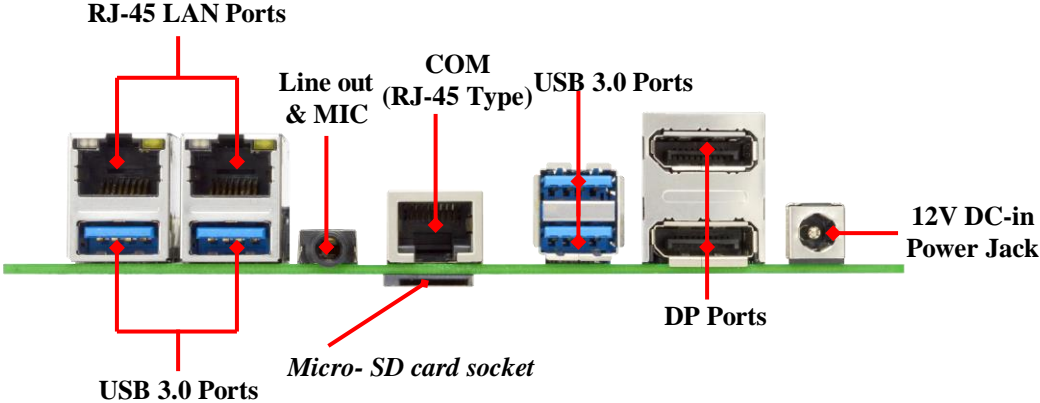 RJ-45 LAN Ports
Line out
& MIC
COM
(RJ-45 Type)
USB 3.0 Ports
12V DC-in
Power Jack
DP Ports
Micro- SD card socket
USB 3.0 Ports